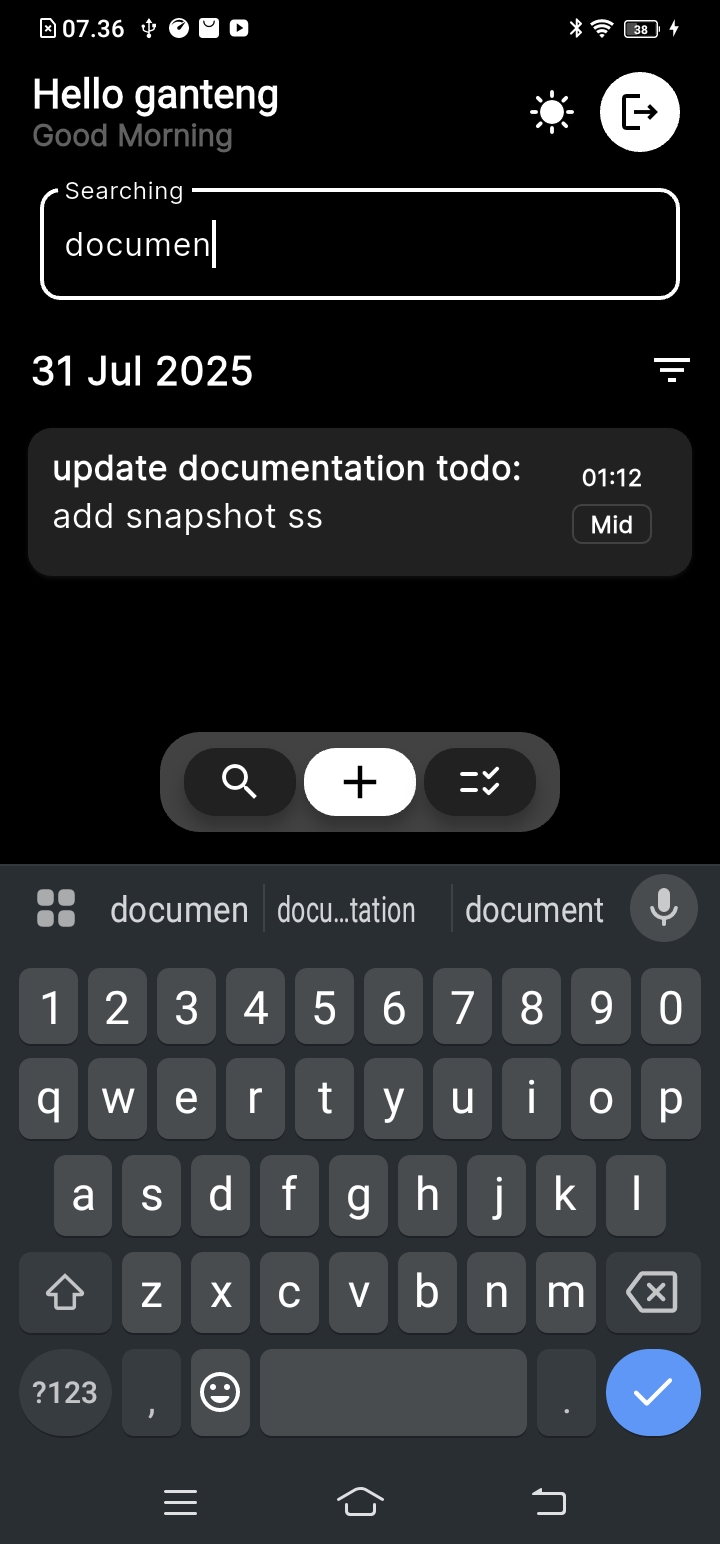 07.36
38
Hello ganteng
Good Morning
Searching
documen
31 Jul 2025
update documentation todo:
01:12
add snapshot ss
Mid
documen docu...tation document
1 2 3 4 5 6 7 8 9 0
q w e r t y u i o p
a s d f g h j k l
z x c v b n m
?123 , .